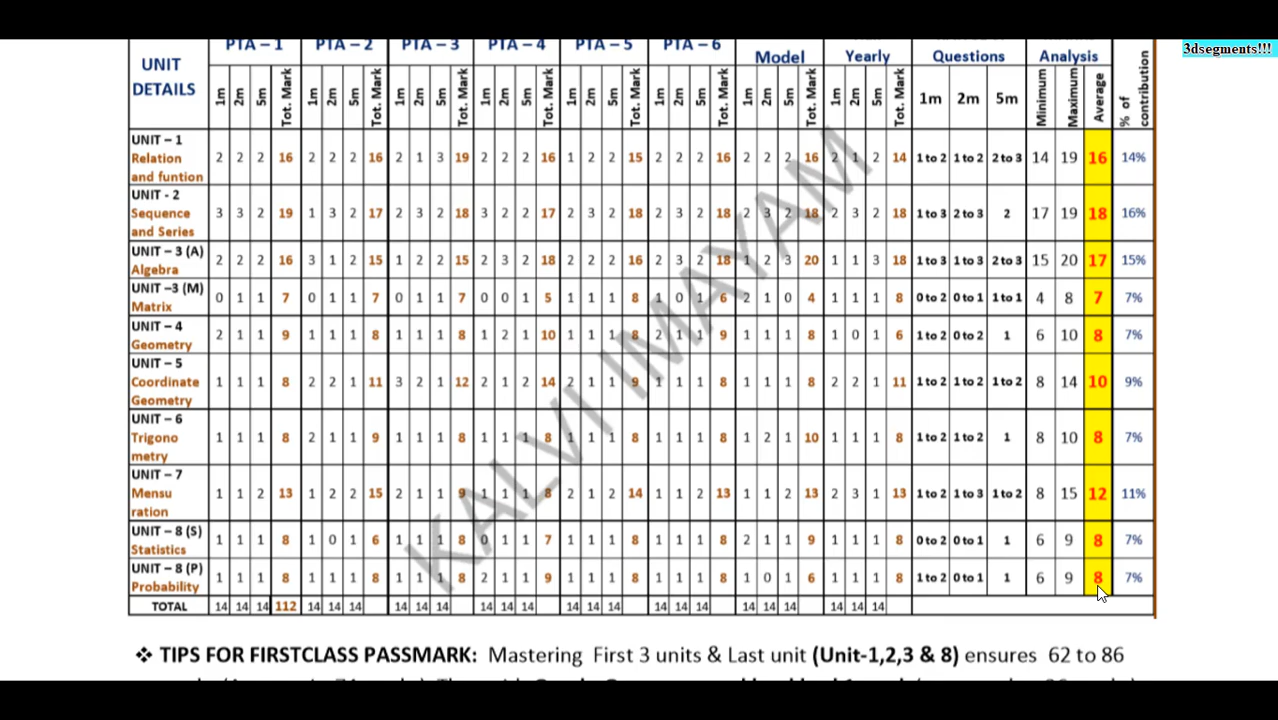 3dsegments!!!
PTA – 1 PTA – 2 PTA – 3 PTA – 4 PTA – 5 PTA – 6 Model Yearly Questions Analysis
UNIT DETAILS 1m 2m 5m Tot. Mark 1m 2m 5m Tot. Mark 1m 2m 5m Tot. Mark 1m 2m 5m Tot. Mark 1m 2m 5m Tot. Mark 1m 2m 5m Tot. Mark 1m 2m 5m Tot. Mark 1m 2m 5m Tot. Mark 1m 2m 5m Minimum Maximum Average % of contribution
UNIT – 1
Relation 2 2 2 16 2 2 2 16 2 1 3 19 2 2 2 16 1 2 2 15 2 2 2 16 2 2 2 16 2 1 2 14 1 to 2 1 to 2 2 to 3 14 19 16 14%
and funtion
UNIT - 2
Sequence 3 3 2 19 1 3 2 17 2 3 2 18 3 2 2 17 2 3 2 18 2 3 2 18 2 3 2 18 2 3 2 18 1 to 3 2 to 3 2 17 19 18 16%
and Series
UNIT – 3 (A)
Algebra 2 2 2 16 3 1 2 15 1 2 2 15 2 3 2 18 2 2 2 16 2 3 2 18 1 2 3 20 1 1 3 18 1 to 3 1 to 3 2 to 3 15 20 17 15%
UNIT –3 (M)
Matrix 0 1 1 7 0 1 1 7 0 1 1 7 0 0 1 5 1 1 1 8 1 0 1 6 2 1 0 4 1 1 1 8 0 to 2 0 to 1 1 to 1 4 8 7 7%
UNIT – 4
Geometry 2 1 1 9 1 1 1 8 1 1 1 8 1 2 1 10 1 1 1 8 2 1 1 9 1 1 1 8 1 0 1 6 1 to 2 0 to 2 1 6 10 8 7%
UNIT – 5
Coordinate 1 1 1 8 2 2 1 11 3 2 1 12 2 1 2 14 2 1 1 9 1 1 1 8 1 1 1 8 2 2 1 11 1 to 2 1 to 2 1 to 2 8 14 10 9%
Geometry
UNIT – 6
Trigono 1 1 1 8 2 1 1 9 1 1 1 8 1 1 1 8 1 1 1 8 1 1 1 8 1 2 1 10 1 1 1 8 1 to 2 1 to 2 1 8 10 8 7%
metry
UNIT – 7
Mensu 1 1 2 13 1 2 2 15 2 1 1 9 1 1 1 8 2 1 2 14 1 1 2 13 1 1 2 13 2 3 1 13 1 to 2 1 to 3 1 to 2 8 15 12 11%
ration
UNIT – 8 (S)
Statistics 1 1 1 8 1 0 1 6 1 1 1 8 0 1 1 7 1 1 1 8 1 1 1 8 2 1 1 9 1 1 1 8 0 to 2 0 to 1 1 6 9 8 7%
UNIT – 8 (P)
Probability 1 1 1 8 1 1 1 8 1 1 1 8 2 1 1 9 1 1 1 8 1 1 1 8 1 0 1 6 1 1 1 8 1 to 2 0 to 1 1 6 9 8 7%
TOTAL 14 14 14 112 14 14 14 14 14 14 14 14 14 14 14 14 14 14 14 14 14 14 14 14 14
KALVI IMAYAM
❖ TIPS FOR FIRSTCLASS PASSMARK: Mastering First 3 units & Last unit (Unit-1,2,3 & 8) ensures 62 to 86